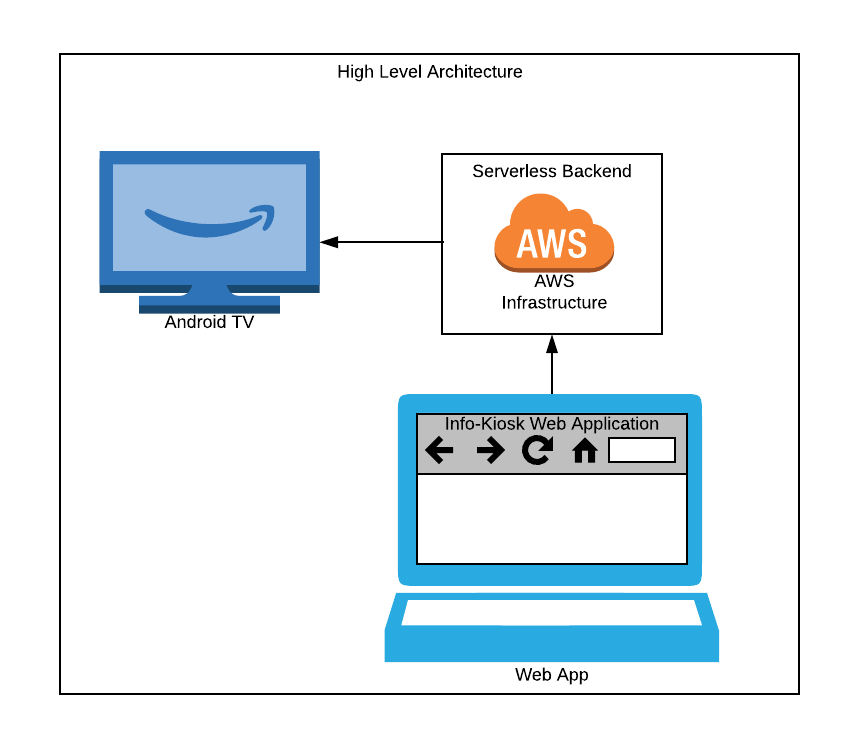 High Level Architecture
Serverless Backend
AWS
AWS
Infrastructure
Android TV
Info-Kiosk Web Application
Web App